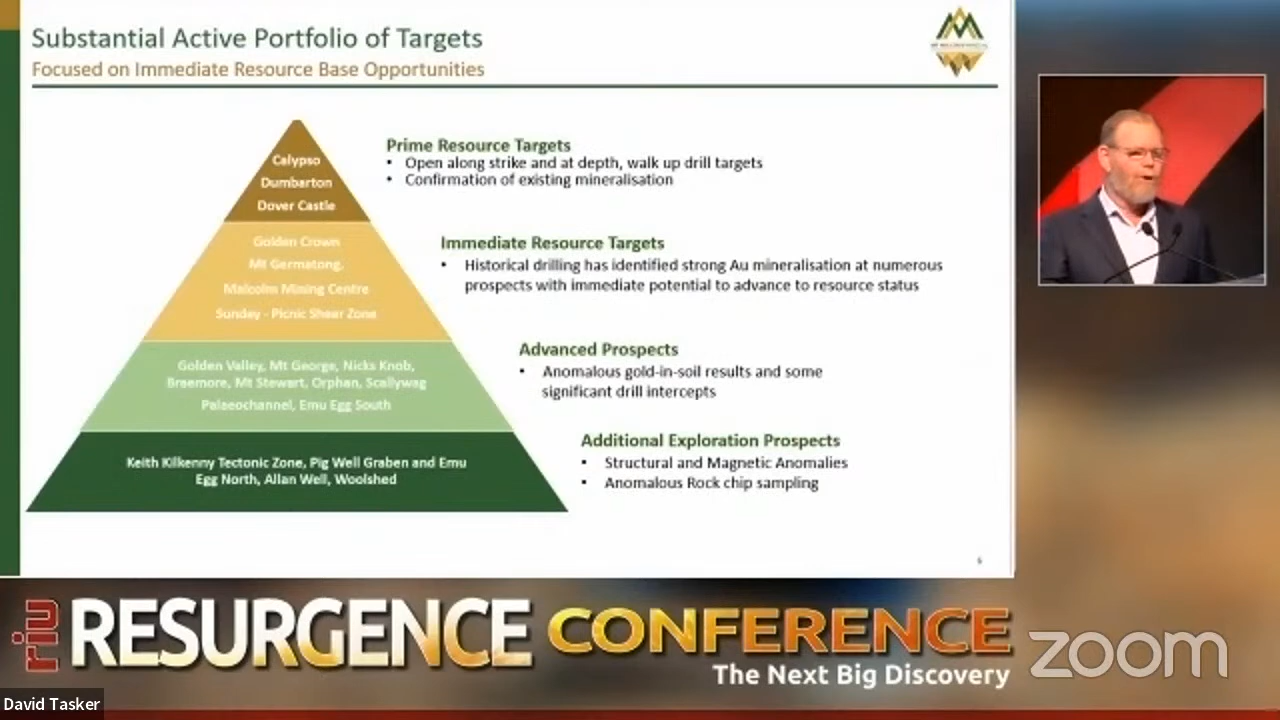 Substantial Active Portfolio of Targets
Focused on Immediate Resource Base Opportunities
Calypso
Dumbarton
Dover Castle
Prime Resource Targets
• Open along strike and at depth, walk up drill targets
• Confirmation of existing mineralisation
Golden Crown
Mt Germatong,
Malcolm Mining Centre
Sunday - Picnic Sheer Zone
Immediate Resource Targets
• Historical drilling has identified strong Au mineralisation at numerous
prospects with immediate potential to advance to resource status
Golden Valley, Mt George, Nicks Knob,
Braemore, Mt Stewart, Orphan, Scallywag
Palaeochannel, Emu Egg South
Advanced Prospects
• Anomalous gold-in-soil results and some
significant drill intercepts
Keith Kilkenny Tectonic Zone, Pig Well Graben and Emu
Egg North, Allan Well, Woolshed
Additional Exploration Prospects
• Structural and Magnetic Anomalies
• Anomalous Rock chip sampling
6
riu RESURGENCE CONFERENCE
The Next Big Discovery
zoom
David Tasker